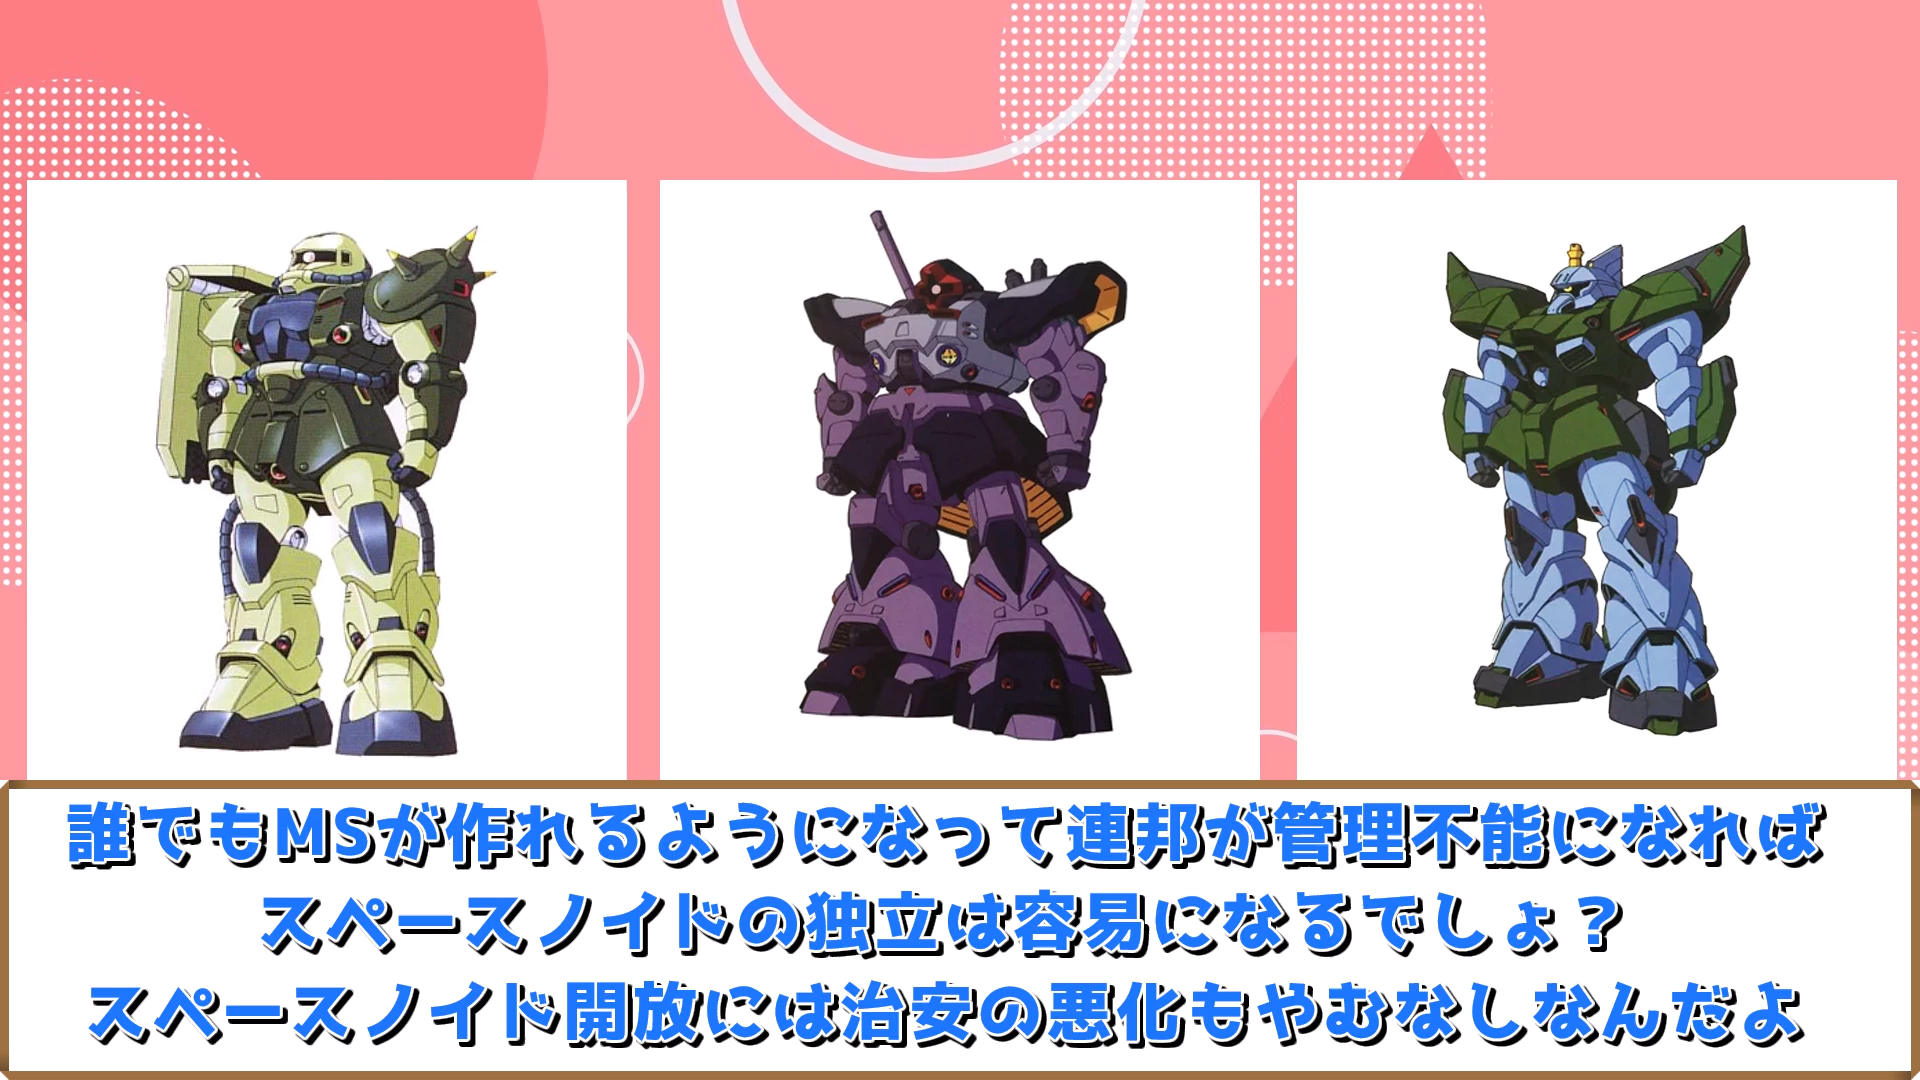 誰でもMSが作れるようになって連邦が管理不能になれば
スペースノイドの独立は容易になるでしょ？
スペースノイド開放には治安の悪化もやむなしなんだよ